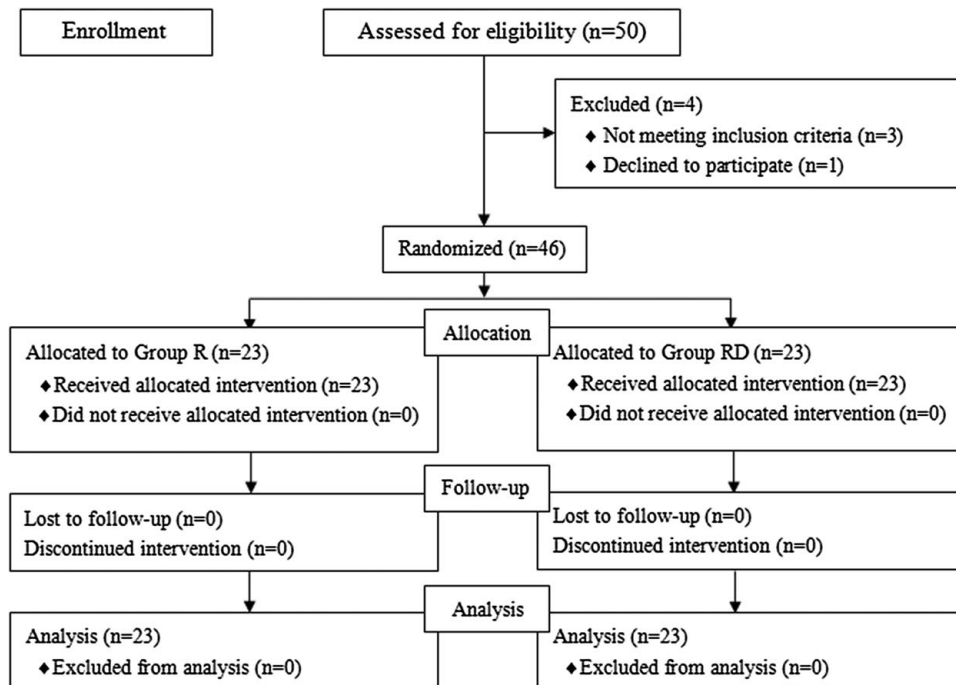 Enrollment
Assessed for eligibility (n=50)
Excluded (n=4)
♦ Not meeting inclusion criteria (n=3)
♦ Declined to participate (n=1)
Randomized (n=46)
Allocation
Allocated to Group R (n=23)
♦Received allocated intervention (n=23)
♦Did not receive allocated intervention (n=0)
Allocated to Group RD (n=23)
♦Received allocated intervention (n=23)
♦Did not receive allocated intervention (n=0)
Follow-up
Lost to follow-up (n=0)
Discontinued intervention (n=0)
Lost to follow-up (n=0)
Discontinued intervention (n=0)
Analysis
Analysis (n=23)
♦Excluded from analysis (n=0)
Analysis (n=23)
♦Excluded from analysis (n=0)